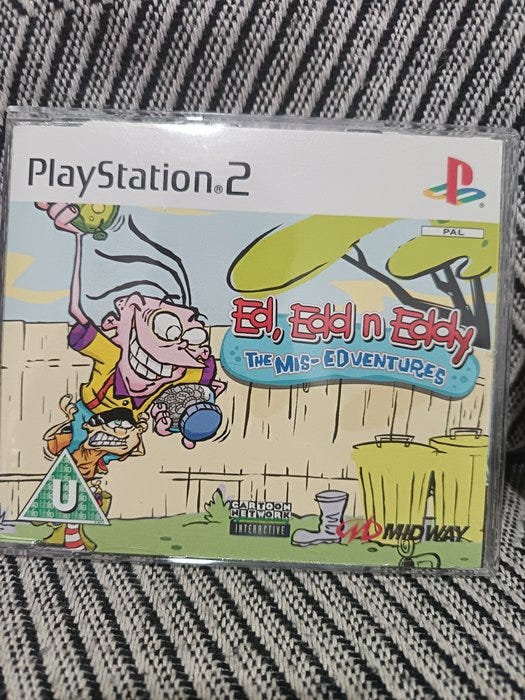 PlayStation®2
PAL
Ed, Edd n Eddy
THE MIS-EDVENTURES
U
CARTOON
NETWORK
INTERACTIVE
MIDWAY